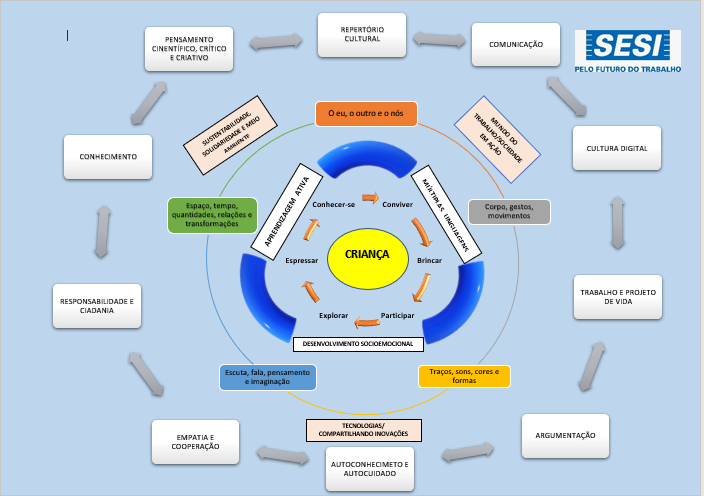 PENSAMENTO
CINENTÍFICO, CRÍTICO
E CRIATIVO
REPERTÓRIO
CULTURAL
COMUNICAÇÃO
SESI
PELO FUTURO DO TRABALHO
SUSTENTABILIDADE,
SOLIDARIEDADE E MEIO
AMBIENTE
O eu, o outro e o nós
MUNDO DO
TRABALHO/SOCIEDADE
EM AÇÃO
CONHECIMENTO
CULTURA DIGITAL
APRENDIZAGEM ATIVA
MÚLTIPLAS LINGUAGENS
Espaço, tempo,
quantidades, relações e
transformações
Conhecer-se
Conviver
Corpo, gestos,
movimentos
CRIANÇA
Espressar
Brincar
RESPONSABILIDADE E
CIADANIA
TRABALHO E PROJETO
DE VIDA
Explorar
Participar
DESENVOLVIMENTO SOCIOEMOCIONAL
Escuta, fala, pensamento
e imaginação
Traços, sons, cores e
formas
TECNOLOGIAS/
COMPARTILHANDO INOVAÇÕES
EMPATIA E
COOPERAÇÃO
ARGUMENTAÇÃO
AUTOCONHECIMETO E
AUTOCUIDADO